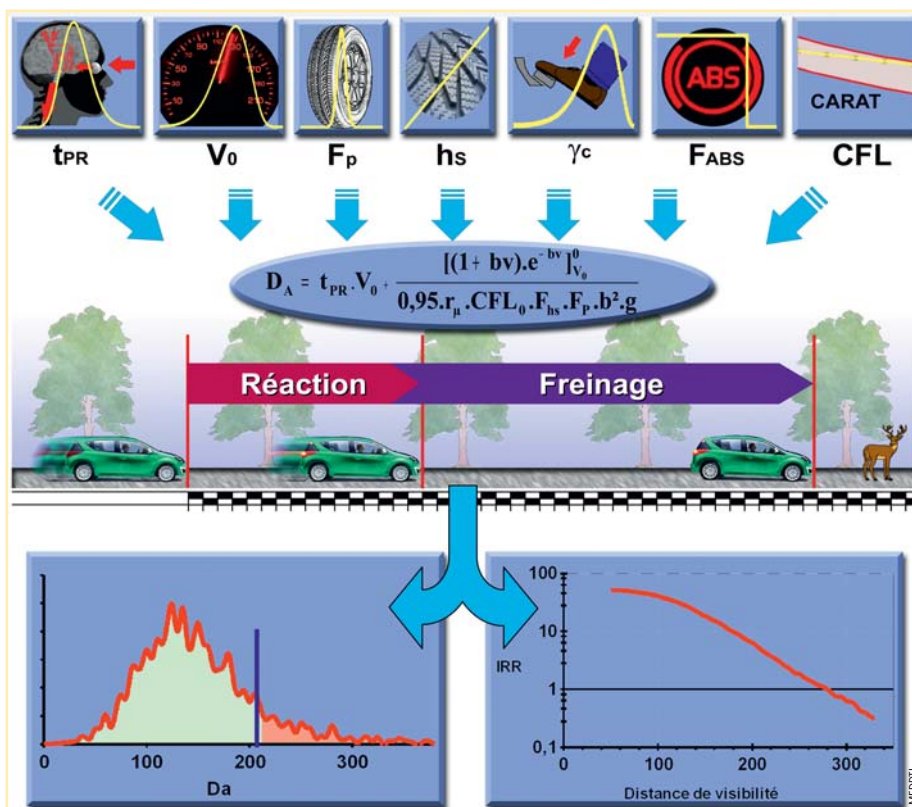 ABS
CARAT
tPR V0 Fp hS γc FABS CFL
DA = tPR.V0 + [(1+ bv).e^-bv]^0_V0 / 0,95.rµ.CFL0.Fhs.FP.b².g
Réaction Freinage
0 100 200 300
Da
100
10
IRR
1
0,1
0 100 200 300
Distance de visibilité